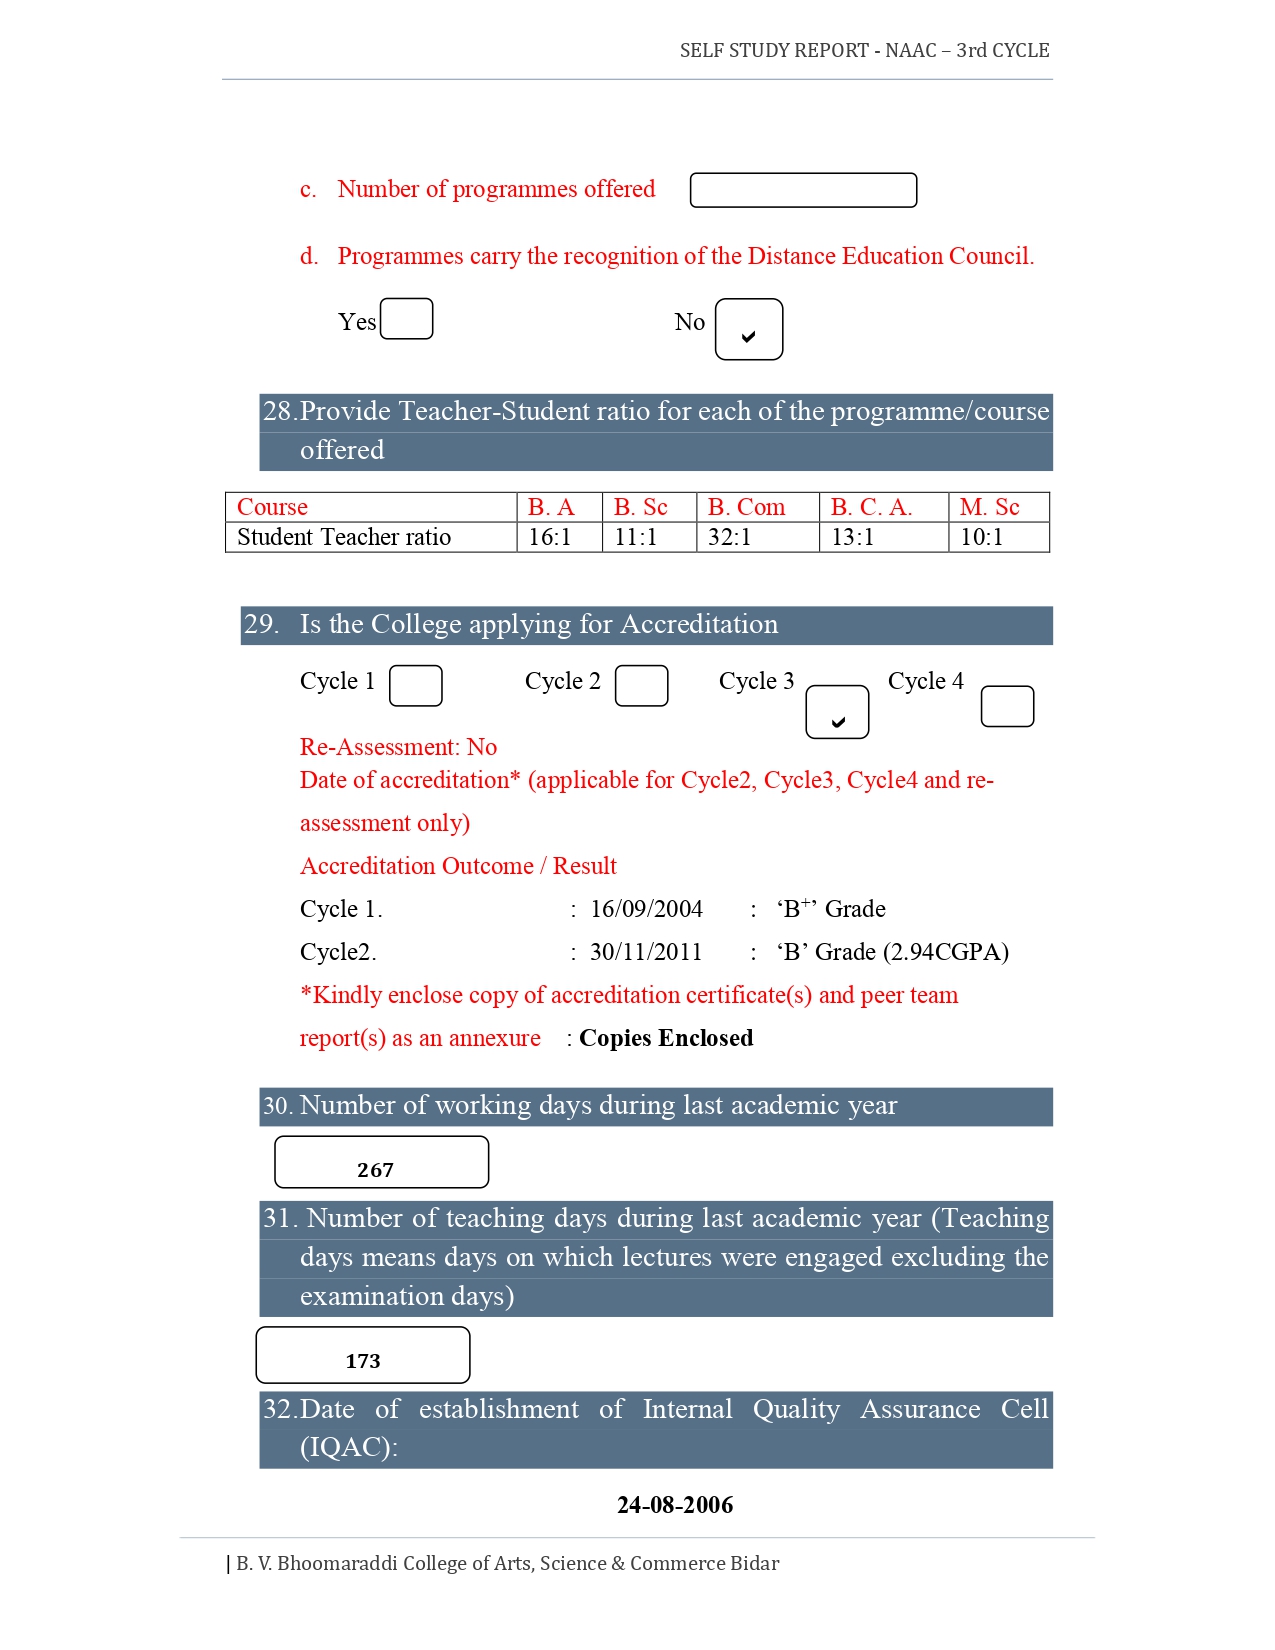 SELF STUDY REPORT - NAAC – 3rd CYCLE
c. Number of programmes offered
d. Programmes carry the recognition of the Distance Education Council.
Yes No ✓
28.Provide Teacher-Student ratio for each of the programme/course
offered
Course B. A B. Sc B. Com B. C. A. M. Sc
Student Teacher ratio 16:1 11:1 32:1 13:1 10:1
29. Is the College applying for Accreditation
Cycle 1 Cycle 2 Cycle 3 ✓ Cycle 4
Re-Assessment: No
Date of accreditation* (applicable for Cycle2, Cycle3, Cycle4 and re-
assessment only)
Accreditation Outcome / Result
Cycle 1. : 16/09/2004 : ‘B+’ Grade
Cycle2. : 30/11/2011 : ‘B’ Grade (2.94CGPA)
*Kindly enclose copy of accreditation certificate(s) and peer team
report(s) as an annexure : Copies Enclosed
30. Number of working days during last academic year
267
31. Number of teaching days during last academic year (Teaching
days means days on which lectures were engaged excluding the
examination days)
173
32.Date of establishment of Internal Quality Assurance Cell
(IQAC):
24-08-2006
| B. V. Bhoomaraddi College of Arts, Science & Commerce Bidar